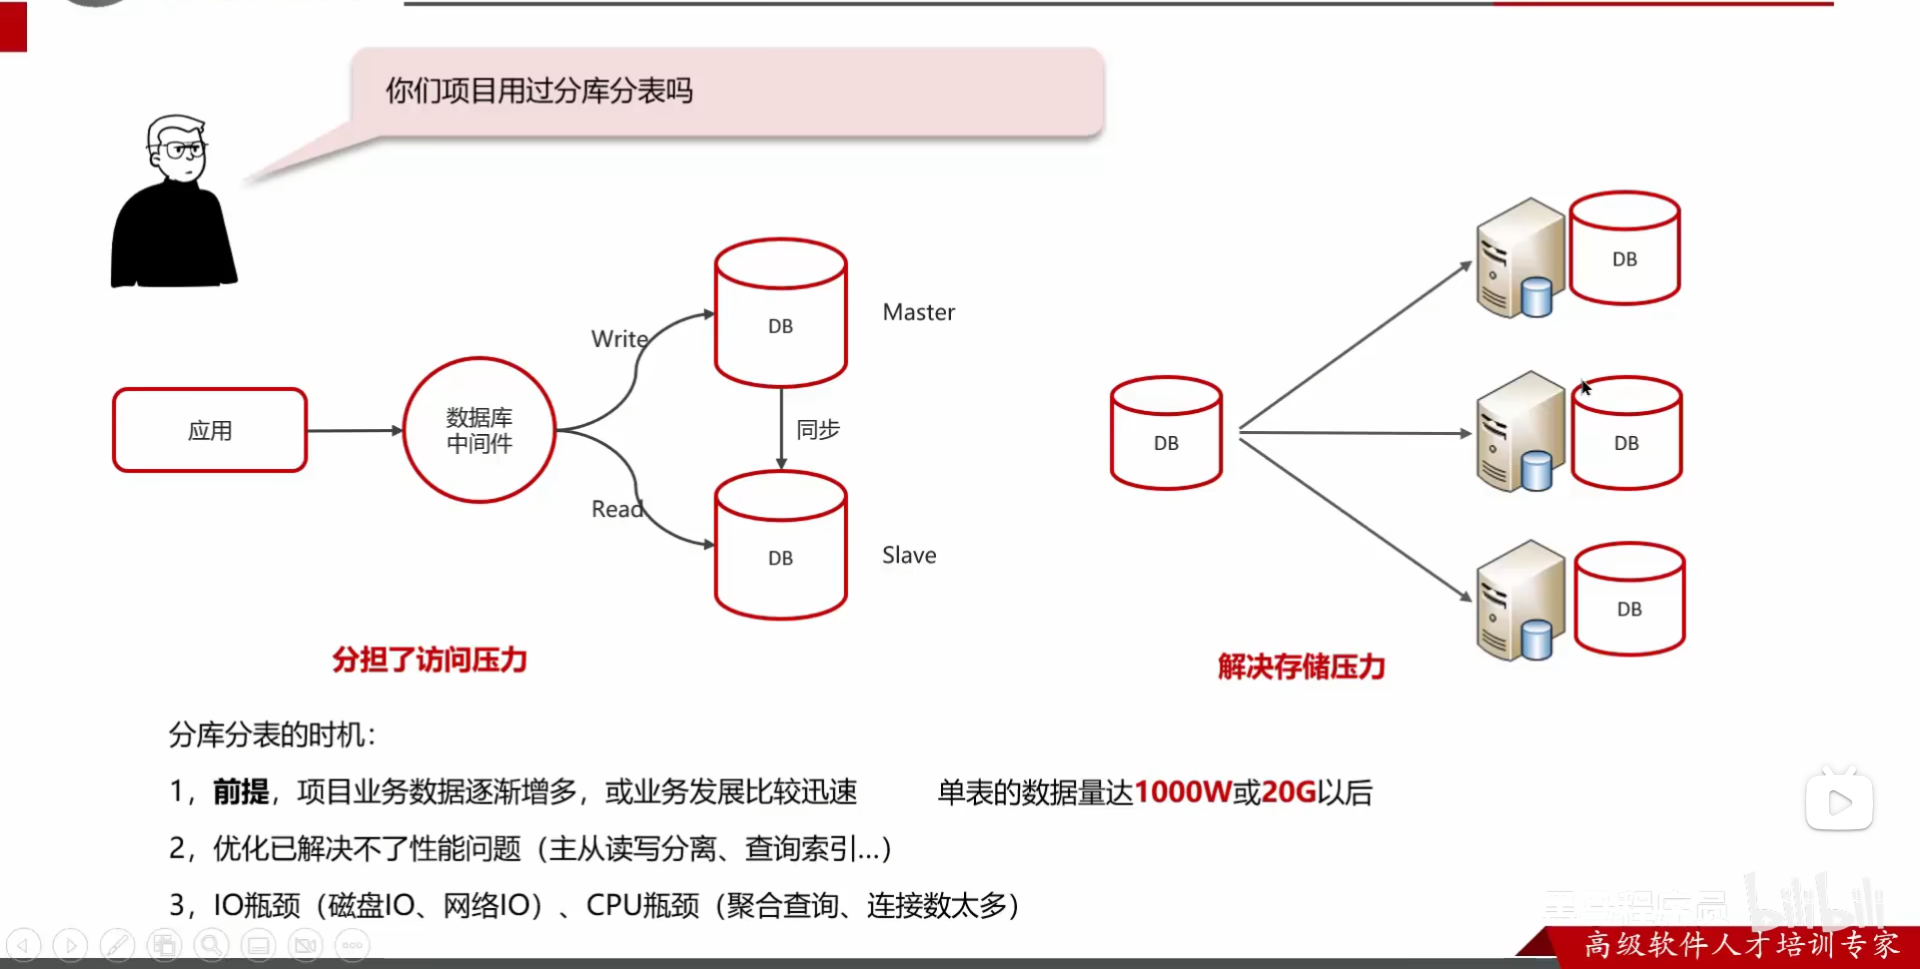 你们项目用过分库分表吗
DB
Master
Write
应用
数据库
中间件
同步
Read
DB
Slave
分担了访问压力
DB
DB
DB
DB
解决存储压力
分库分表的时机：
1，前提，项目业务数据逐渐增多，或业务发展比较迅速
单表的数据量达1000W或20G以后
2，优化已解决不了性能问题（主从读写分离、查询索引...）
3，IO瓶颈（磁盘IO、网络IO）、CPU瓶颈（聚合查询、连接数太多）
bilibili
高级软件人才培训专家